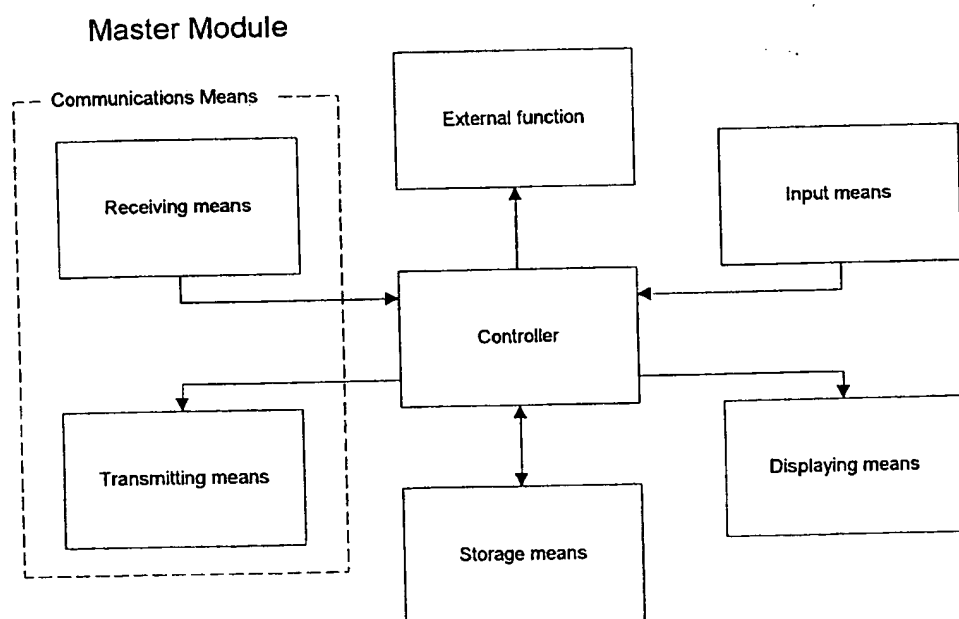 Master Module
Communications Means
External function
Receiving means
Input means
Controller
Transmitting means
Displaying means
Storage means